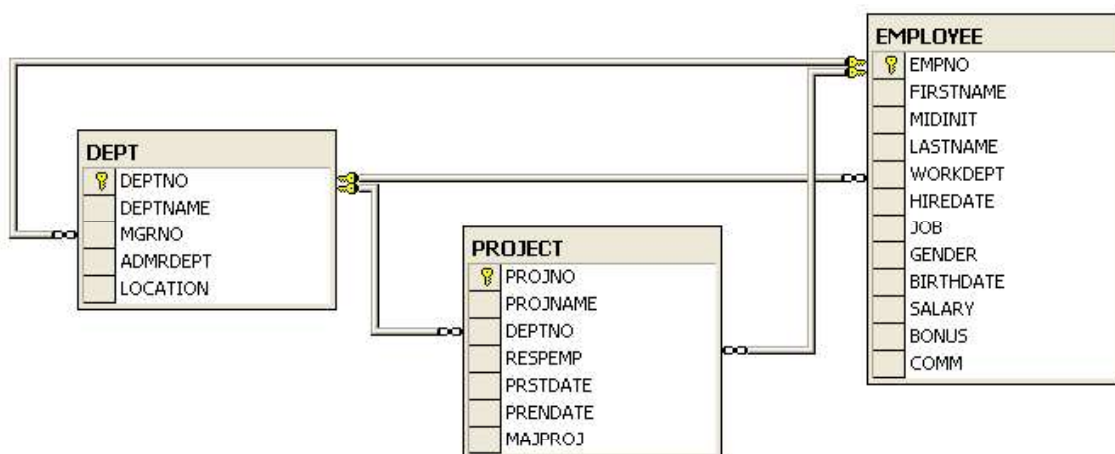 DEPT
DEPTNO
DEPTNAME
MGRNO
ADMRDEPT
LOCATION
PROJECT
PROJNO
PROJNAME
DEPTNO
RESPEMP
PRSTDATE
PRENDATE
MAJPROJ
EMPLOYEE
EMPNO
FIRSTNAME
MIDINIT
LASTNAME
WORKDEPT
HIREDATE
JOB
GENDER
BIRTHDATE
SALARY
BONUS
COMM